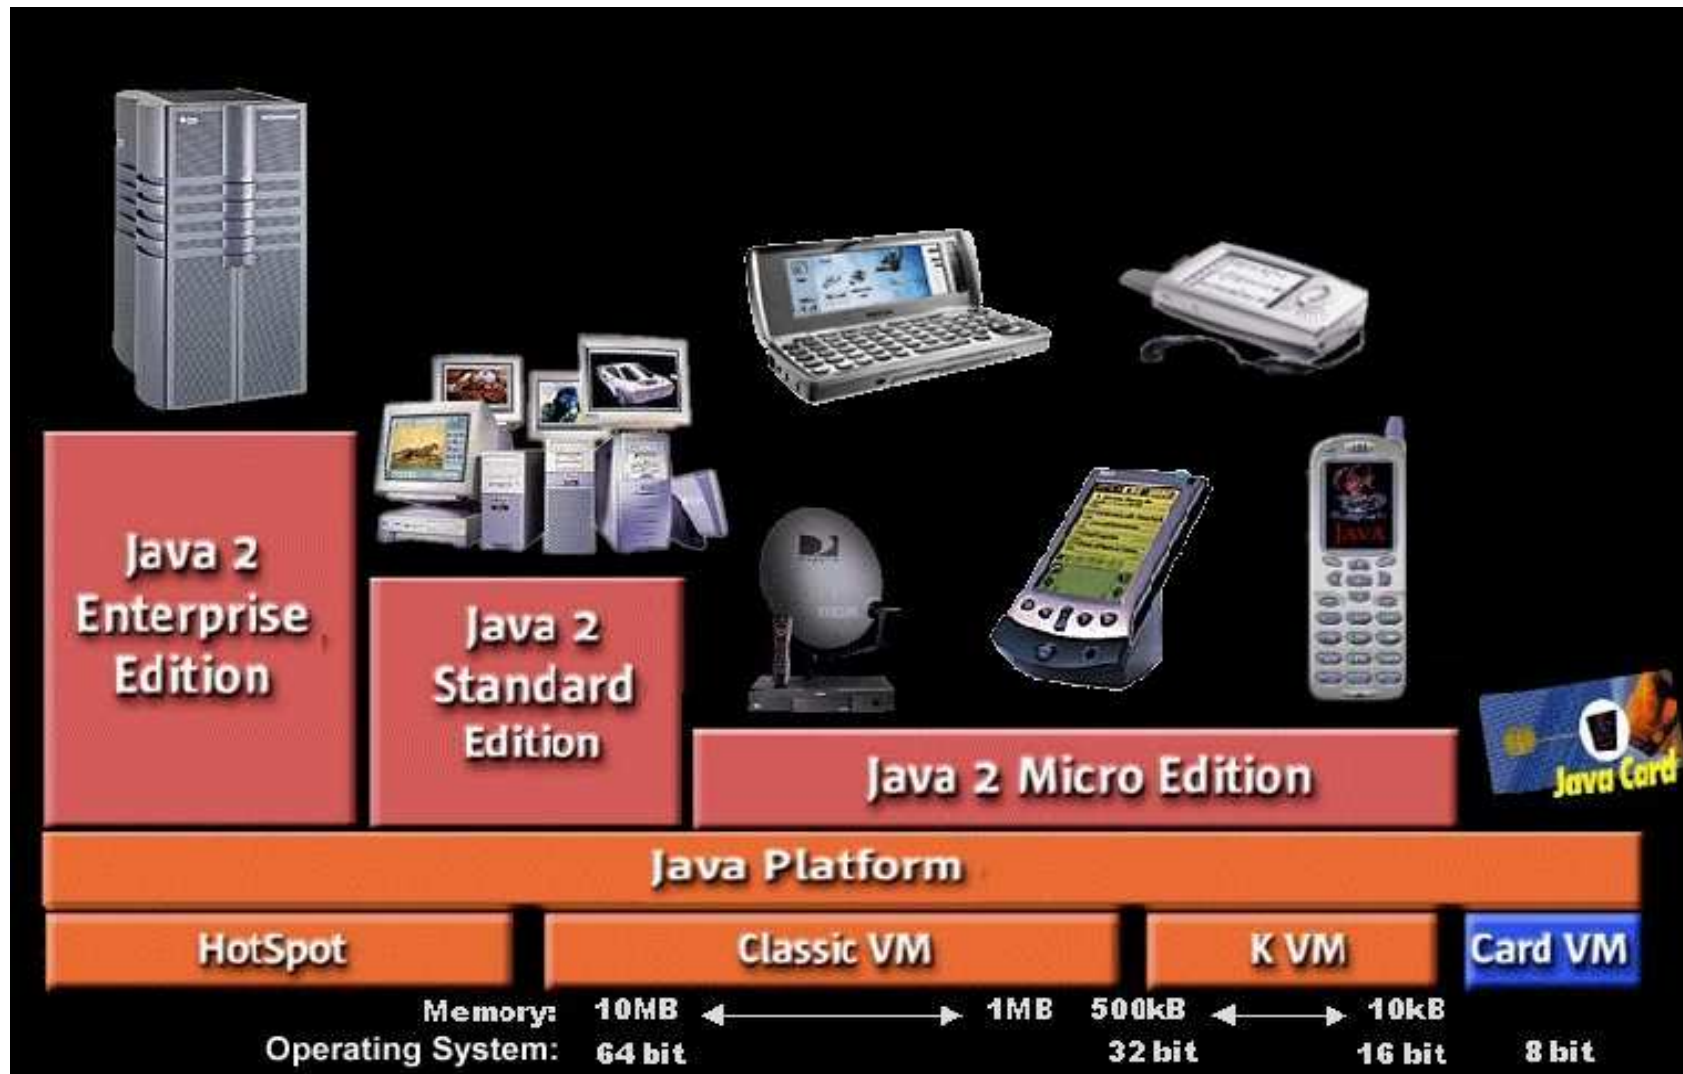 Java 2
Enterprise
Edition
Java 2
Standard
Edition
Java 2 Micro Edition
JAVA
Java Card
Java Platform
HotSpot
Classic VM
K VM
Card VM
Memory: 10MB 1MB 500kB 10kB
Operating System: 64 bit 32 bit 16 bit 8 bit